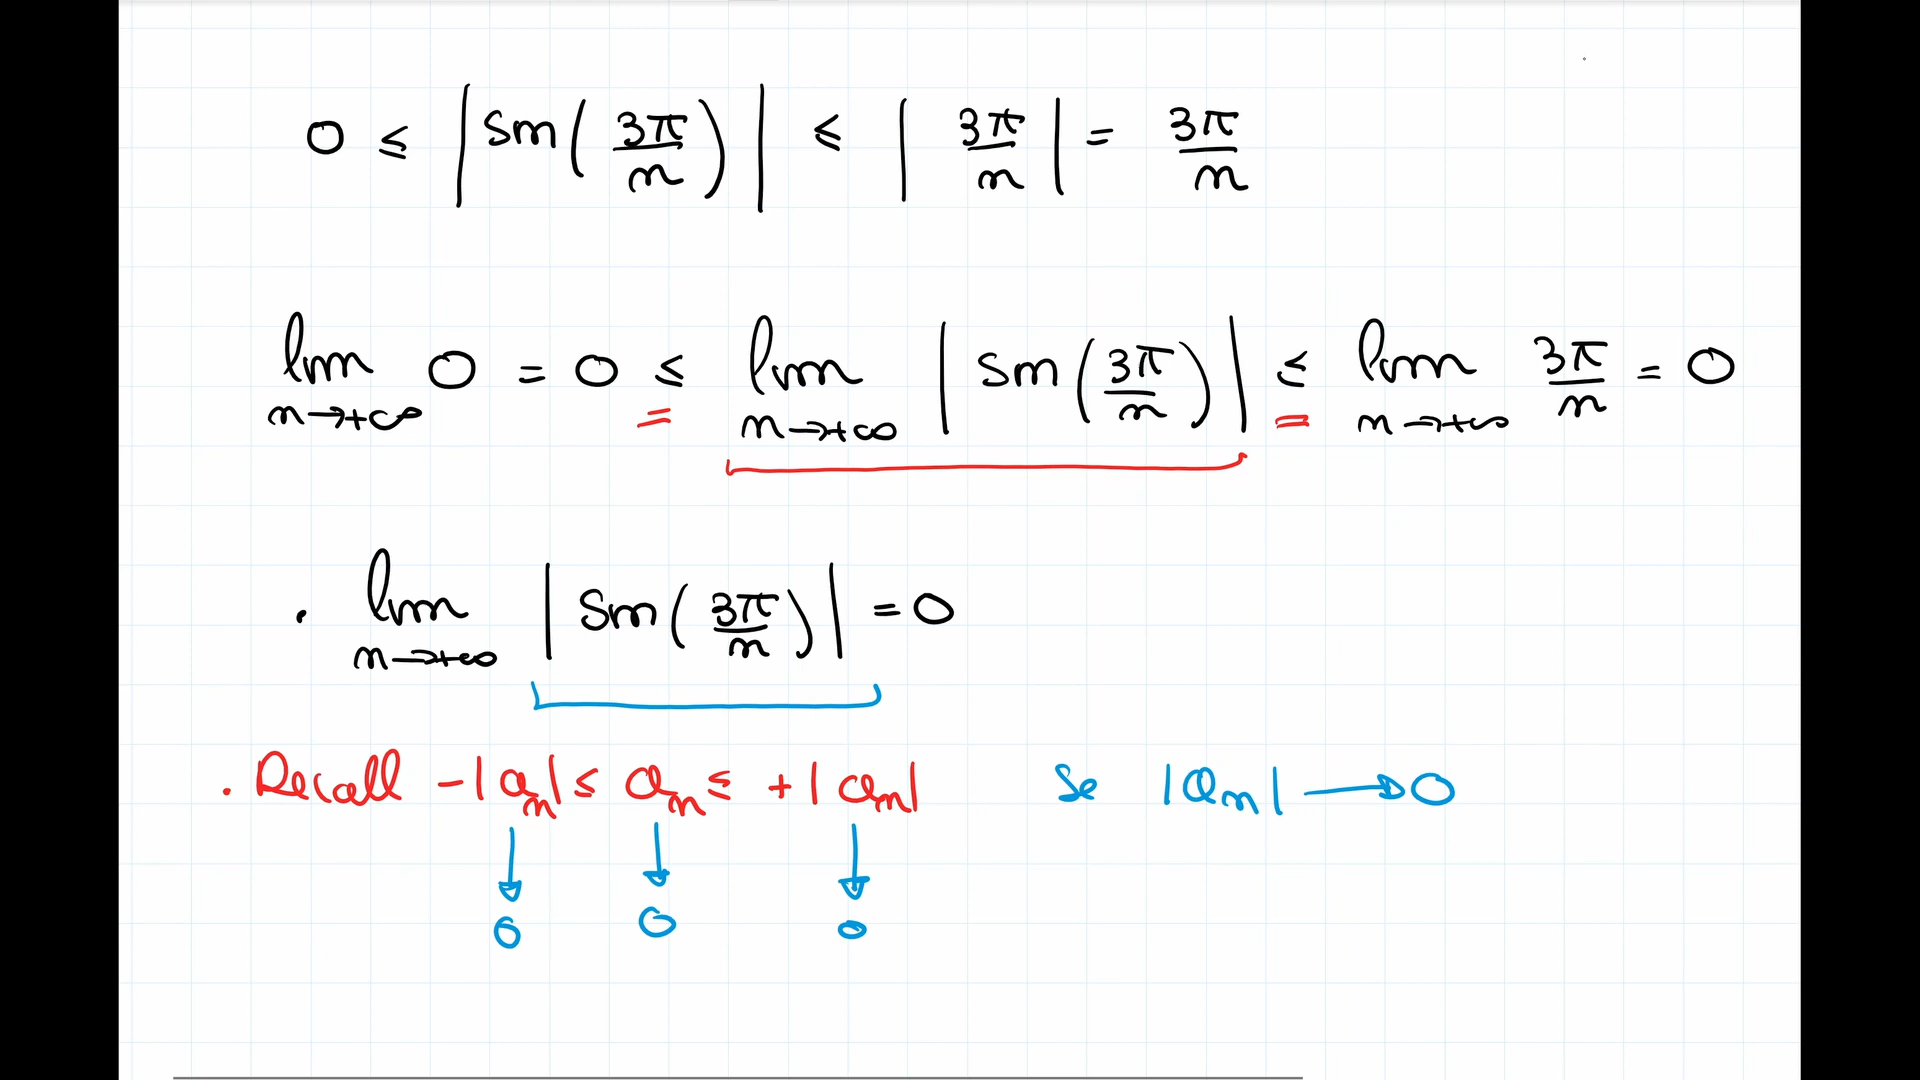 0 ≤ |sin(3π/n)| ≤ |3π/n| = 3π/n
lim n→+∞ 0 = 0 ≤ lim n→+∞ |sin(3π/n)| ≤ lim n→+∞ 3π/n = 0
= =
. lim n→+∞ |sin(3π/n)| = 0
. Recall -|aₙ| ≤ aₙ ≤ +|aₙ| Se |aₙ| → 0
↓ ↓ ↓
0 0 0